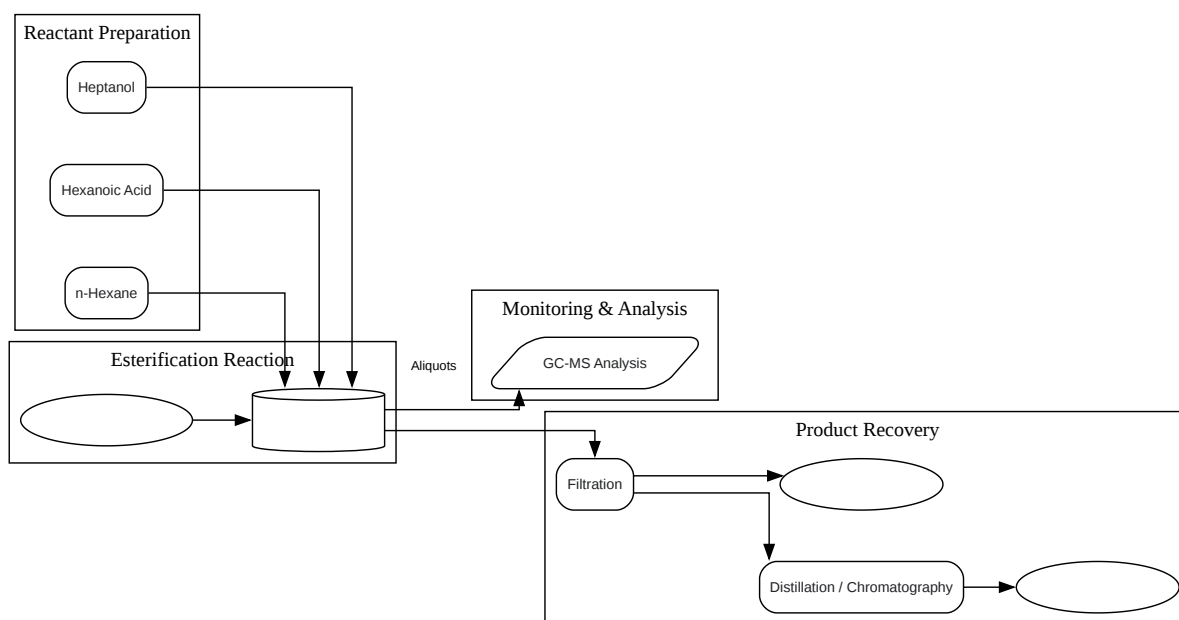 Reactant Preparation
Heptanol
Hexanoic Acid
n-Hexane
Esterification Reaction
Aliquots
Monitoring & Analysis
GC-MS Analysis
Product Recovery
Filtration
Distillation / Chromatography